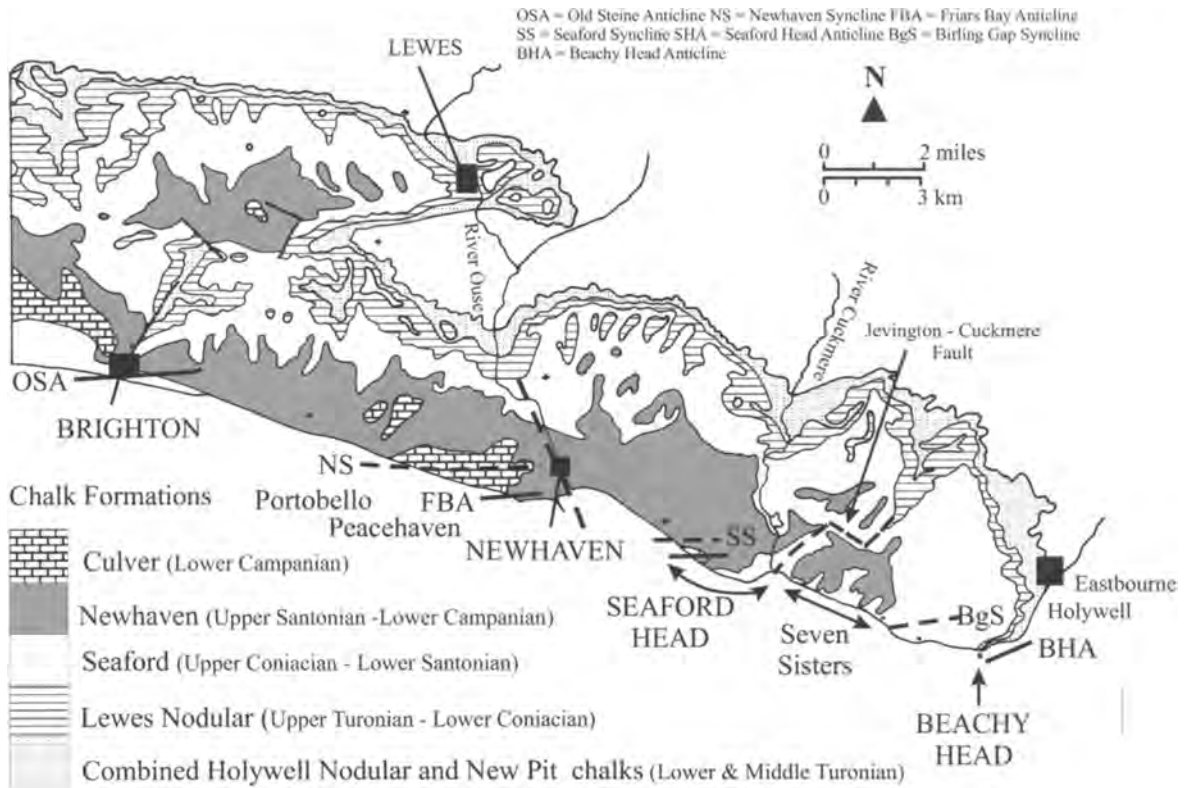 OSA = Old Steine Anticline NS = Newhaven Syncline FBA = Friars Bay Anticline
SS = Seaford Syncline SHA = Seaford Head Anticline BgS = Birling Gap Syncline
BHA = Beachy Head Anticline
LEWES
N
0 2 miles
0 3 km
River Ouse
River Cuckmere
Jevington - Cuckmere
Fault
OSA
BRIGHTON
NS
Portobello
FBA
Peacehaven
NEWHAVEN
SS
SEAFORD
HEAD
Seven
Sisters
BgS
Eastbourne
Holywell
BHA
BEACHY
HEAD
Chalk Formations
Culver (Lower Campanian)
Newhaven (Upper Santonian -Lower Campanian)
Seaford (Upper Coniacian - Lower Santonian)
Lewes Nodular (Upper Turonian - Lower Coniacian)
Combined Holywell Nodular and New Pit chalks (Lower & Middle Turonian)